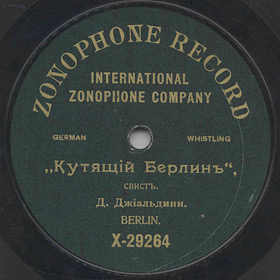 ZONOPHONE RECORD
INTERNATIONAL
ZONOPHONE COMPANY
GERMAN WHISTLING
„Кутящій Берлинъ“,
свистъ.
Д. Джіальдини.
BERLIN.
X-29264